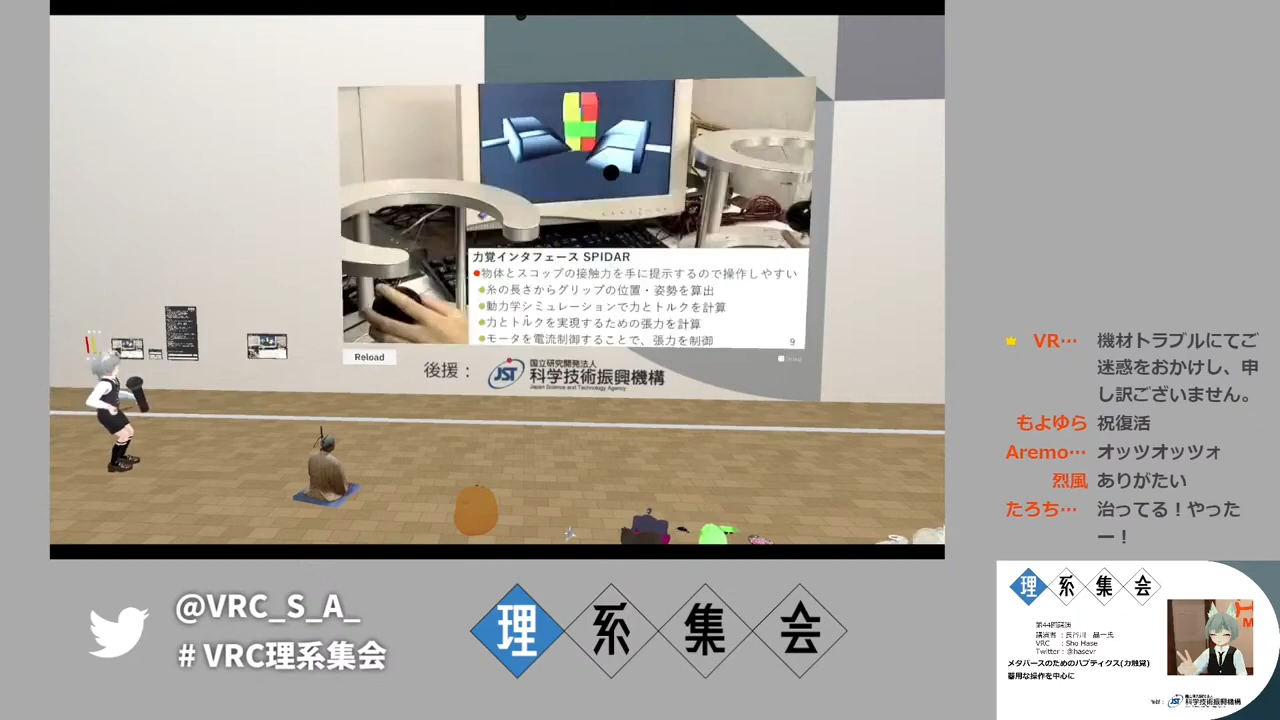 力覚インタフェース SPIDAR
●物体とスコップの接触力を手に提示するので操作しやすい
●糸の長さからグリップの位置・姿勢を算出
●動力学シミュレーションで力とトルクを計算
●力とトルクを実現するための張力を計算
●モータを電流制御することで、張力を制御
9
Reload
後援：
JST
国立研究開発法人
科学技術振興機構
Japan Science and Technology Agency
VR… 機材トラブルにてご
迷惑をおかけし、申
し訳ございません。
もよゆら 祝復活
Aremo… オッツオッツォ
烈風 ありがたい
たろち… 治ってる！やった
ー！
@VRC_S_A_
# VRC理系集会
理系集会
理系集会
第44回講演
講演者 : 長谷川 晶一氏
VRC : Sho Hase
Twitter : @hasevr
メタバースのためのハプティクス(力触覚)
器用な操作を中心に
JST
科学技術振興機構